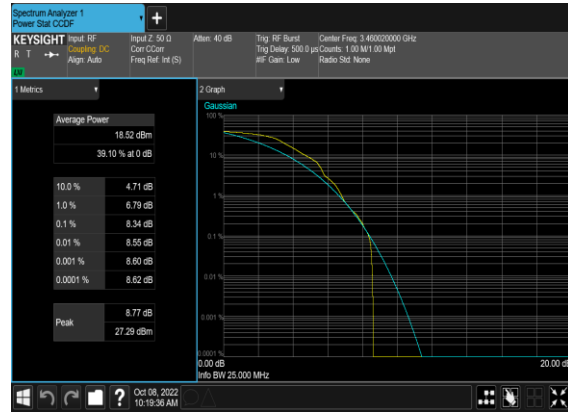 Spectrum Analyzer 1
Power Stat CCDF
KEYSIGHT
R T
LXI
Input: RF
Coupling: DC
Align: Auto
Input Z: 50 Ω
Corr CCorr
Freq Ref: Int (S)
Atten: 40 dB
Trig: RF Burst
Trig Delay: 500.0 µs
#IF Gain: Low
Center Freq: 3.460020000 GHz
Counts: 1.00 M/1.00 Mpt
Radio Std: None
1 Metrics
Average Power
18.52 dBm
39.10 % at 0 dB
10.0 % 4.71 dB
1.0 % 6.79 dB
0.1 % 8.34 dB
0.01 % 8.55 dB
0.001 % 8.60 dB
0.0001 % 8.62 dB
Peak
8.77 dB
27.29 dBm
2 Graph
Gaussian
100 %
10 %
1 %
0.1 %
0.01 %
0.001 %
0.0001 %
0.00 dB
20.00 dB
Info BW 25.000 MHz
?
Oct 08, 2022
10:19:36 AM